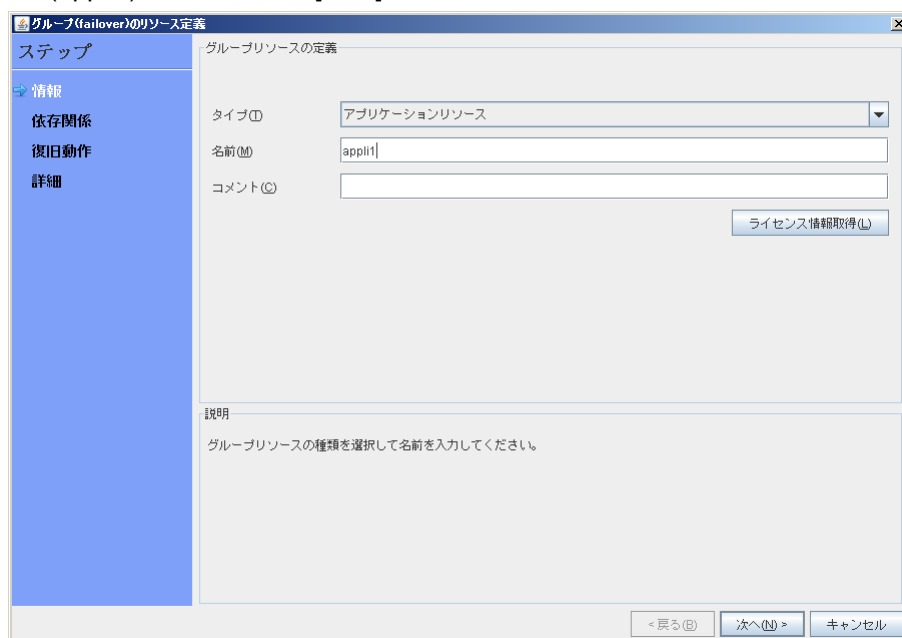 グループ(failover)のリソース定義
ステップ
情報
依存関係
復旧動作
詳細
グループリソースの定義
タイプ(T) アプリケーションリソース
名前(M) appli1
コメント(C)
ライセンス情報取得(L)
説明
グループリソースの種類を選択して名前を入力してください。
<戻る(B) 次へ(N)> キャンセル